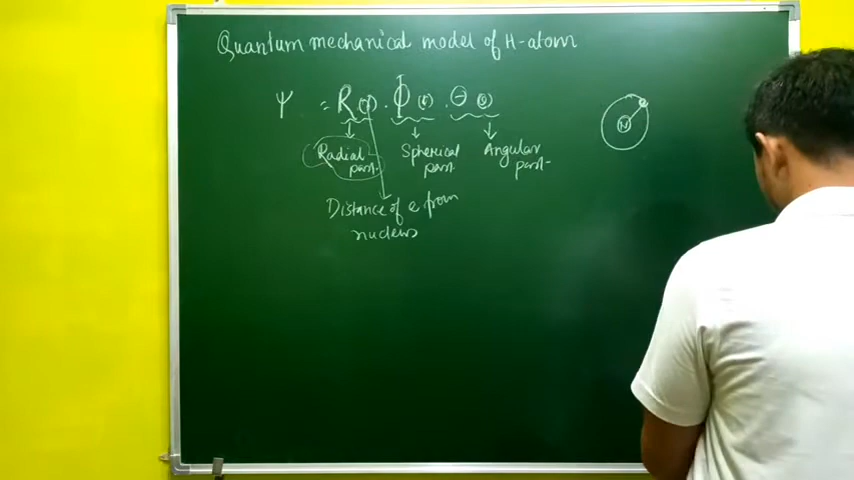 Quantum mechanical model of H-atom
Ψ = R(r) . Φ(φ) . Θ(θ)
Radial part Spherical part Angular part
Distance of e from
nucleus
N